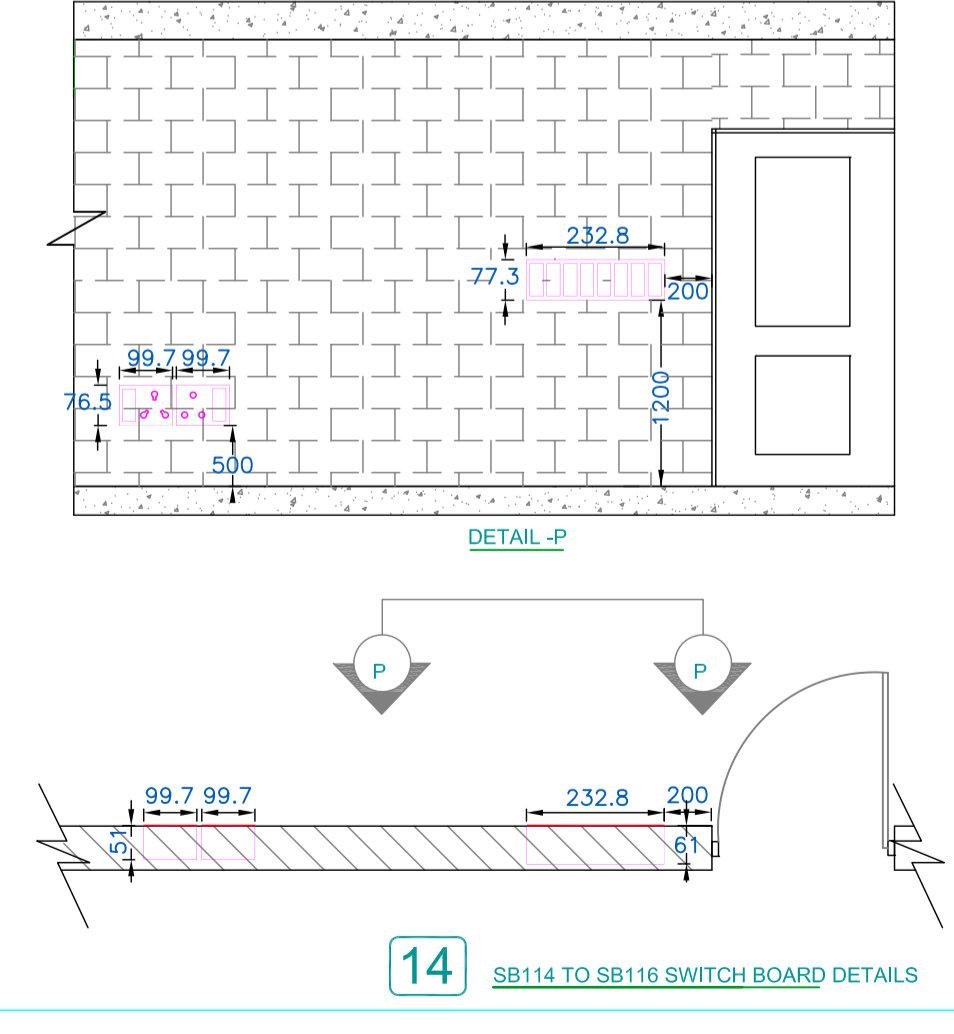 232.8
77.3
200
99.7 99.7
76.5
1200
500
DETAIL -P
P P
99.7 99.7 232.8 200
51 61
14 SB114 TO SB116 SWITCH BOARD DETAILS